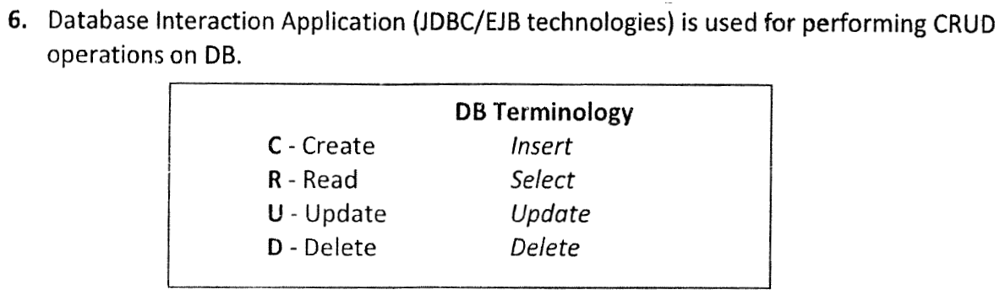 6. Database Interaction Application (JDBC/EJB technologies) is used for performing CRUD
operations on DB.
DB Terminology
C - Create Insert
R - Read Select
U - Update Update
D - Delete Delete